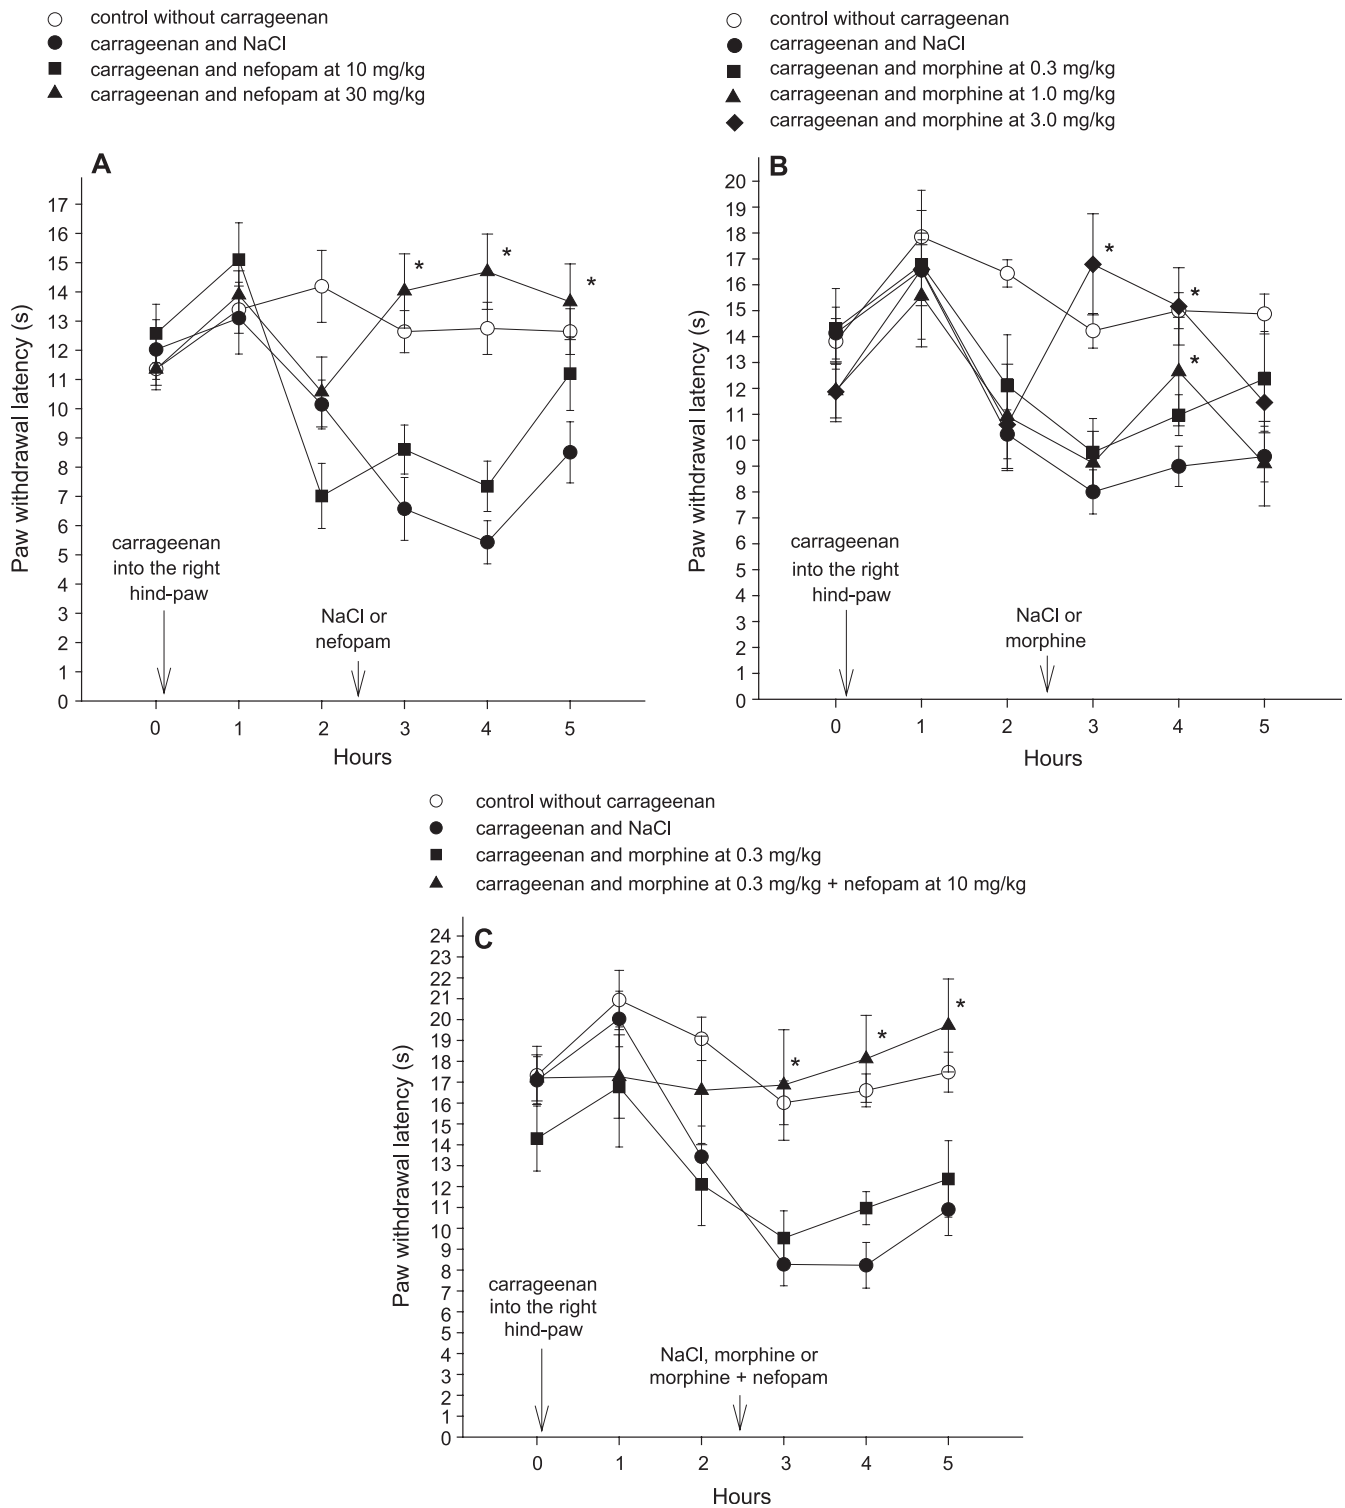 control without carrageenan
carrageenan and NaCl
carrageenan and nefopam at 10 mg/kg
carrageenan and nefopam at 30 mg/kg
A
17
16
15
14
13
12
11
10
9
8
7
6
5
4
3
2
1
0
Paw withdrawal latency (s)
*
*
*
carrageenan
into the right
hind-paw
NaCl or
nefopam
0 1 2 3 4 5
Hours
control without carrageenan
carrageenan and NaCl
carrageenan and morphine at 0.3 mg/kg
carrageenan and morphine at 1.0 mg/kg
carrageenan and morphine at 3.0 mg/kg
B
20
19
18
17
16
15
14
13
12
11
10
9
8
7
6
5
4
3
2
1
0
Paw withdrawal latency (s)
*
*
*
carrageenan
into the right
hind-paw
NaCl or
morphine
0 1 2 3 4 5
Hours
control without carrageenan
carrageenan and NaCl
carrageenan and morphine at 0.3 mg/kg
carrageenan and morphine at 0.3 mg/kg + nefopam at 10 mg/kg
C
24
23
22
21
20
19
18
17
16
15
14
13
12
11
10
9
8
7
6
5
4
3
2
1
0
Paw withdrawal latency (s)
*
*
*
carrageenan
into the right
hind-paw
NaCl, morphine or
morphine + nefopam
0 1 2 3 4 5
Hours